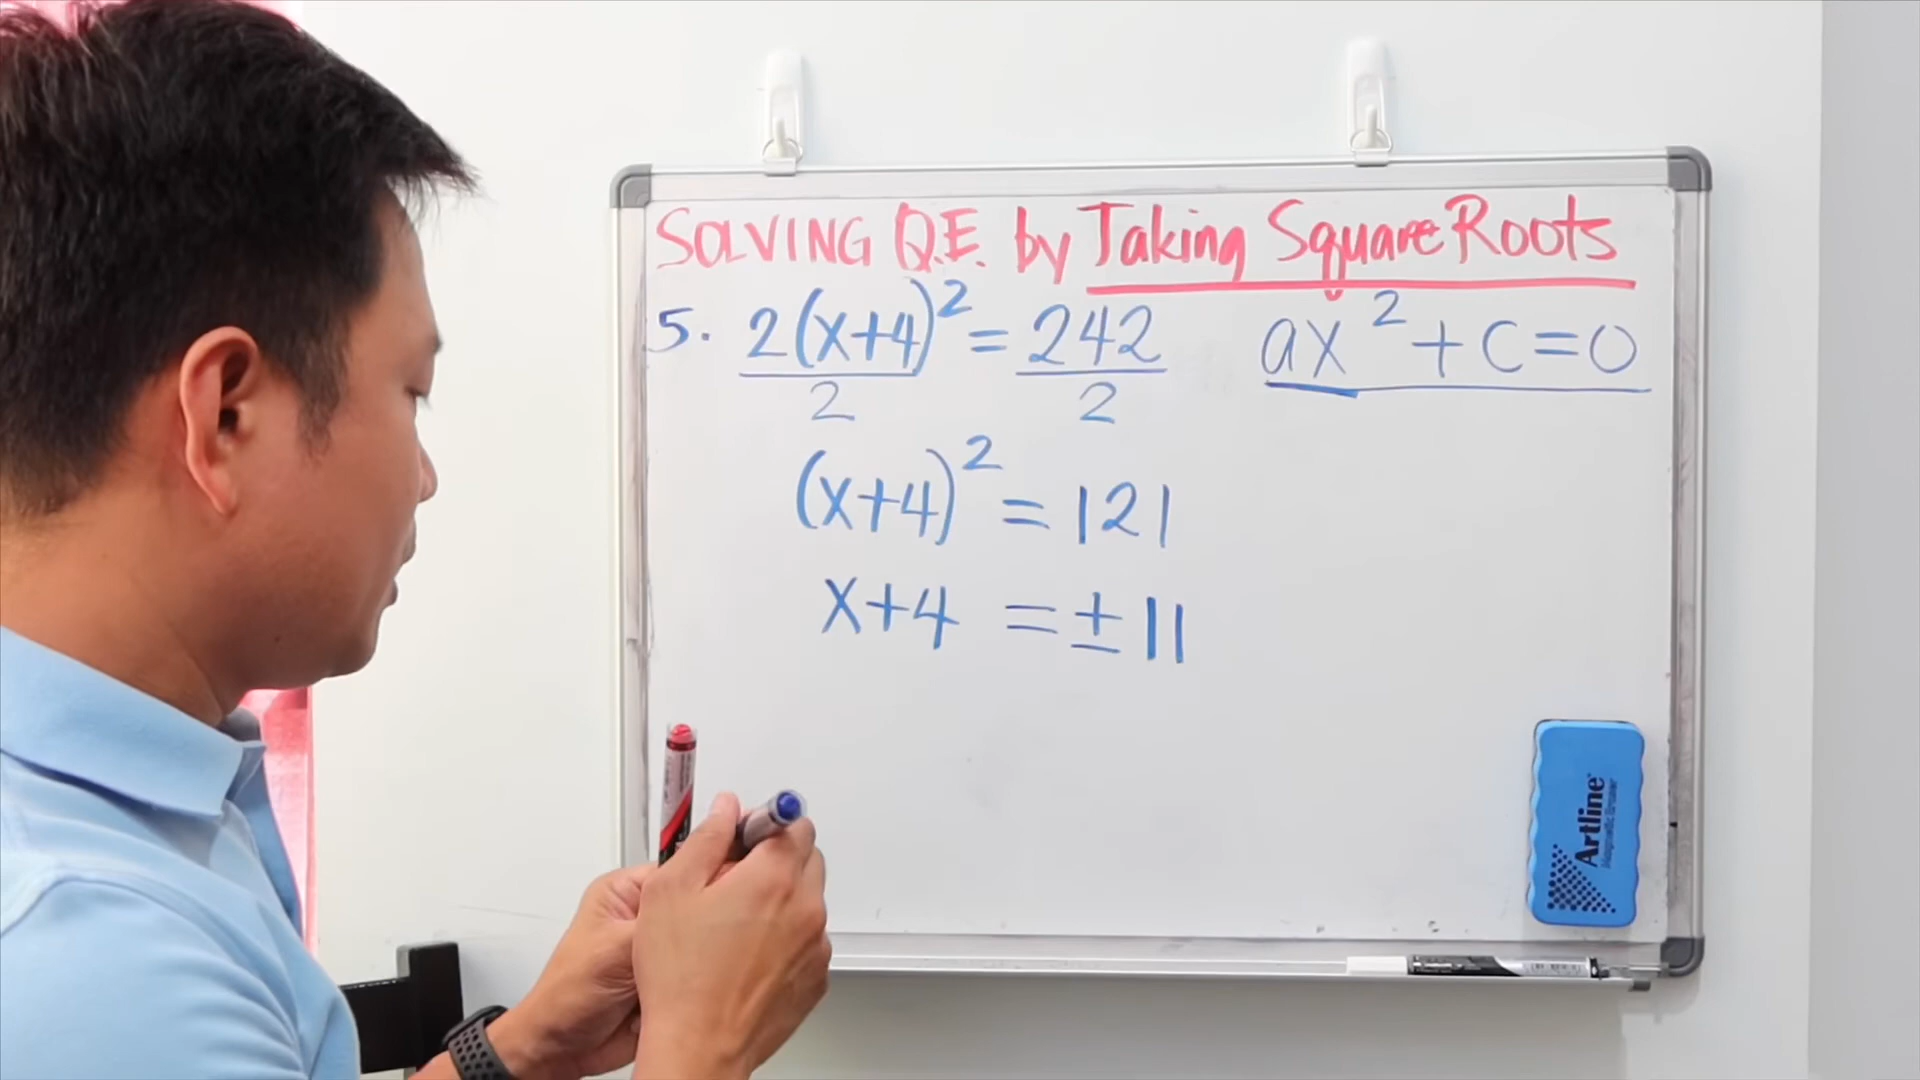 SOLVING Q.E. by Taking Square Roots
5. 2(x+4)² = 242 ax² + c = 0
2 2
(x+4)² = 121
x+4 = ± 11
Artline